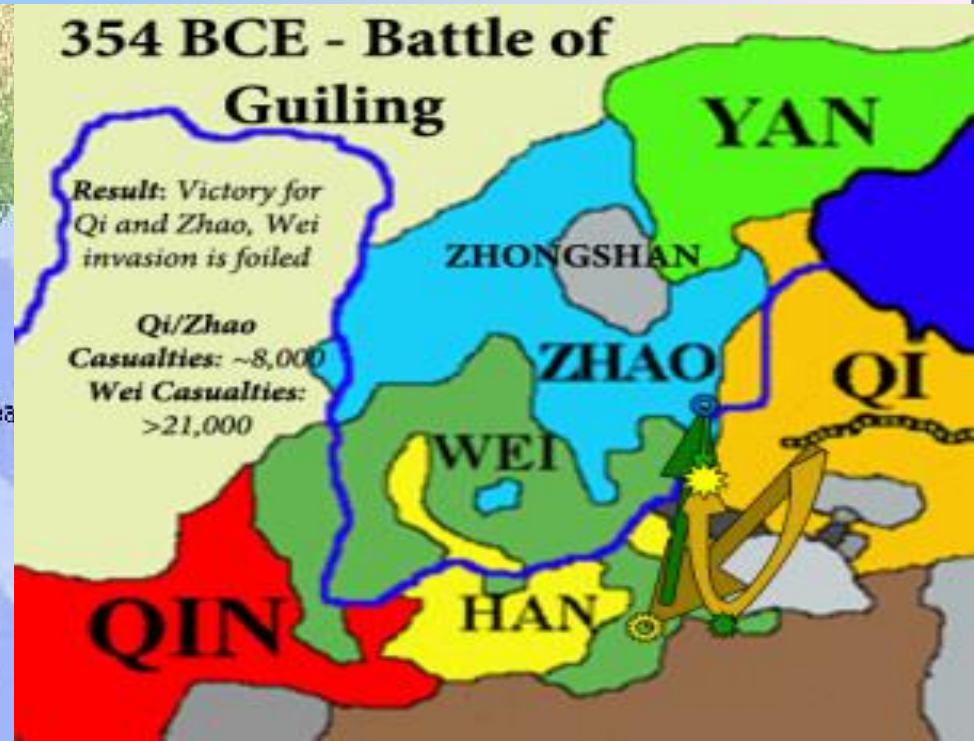 354 BCE - Battle of
Guiling
YAN
Result: Victory for
Qi and Zhao, Wei
invasion is foiled
ZHONGSHAN
Qi/Zhao
Casualties: ~8,000
Wei Casualties:
>21,000
ZHAO
QI
WEI
QIN
HAN